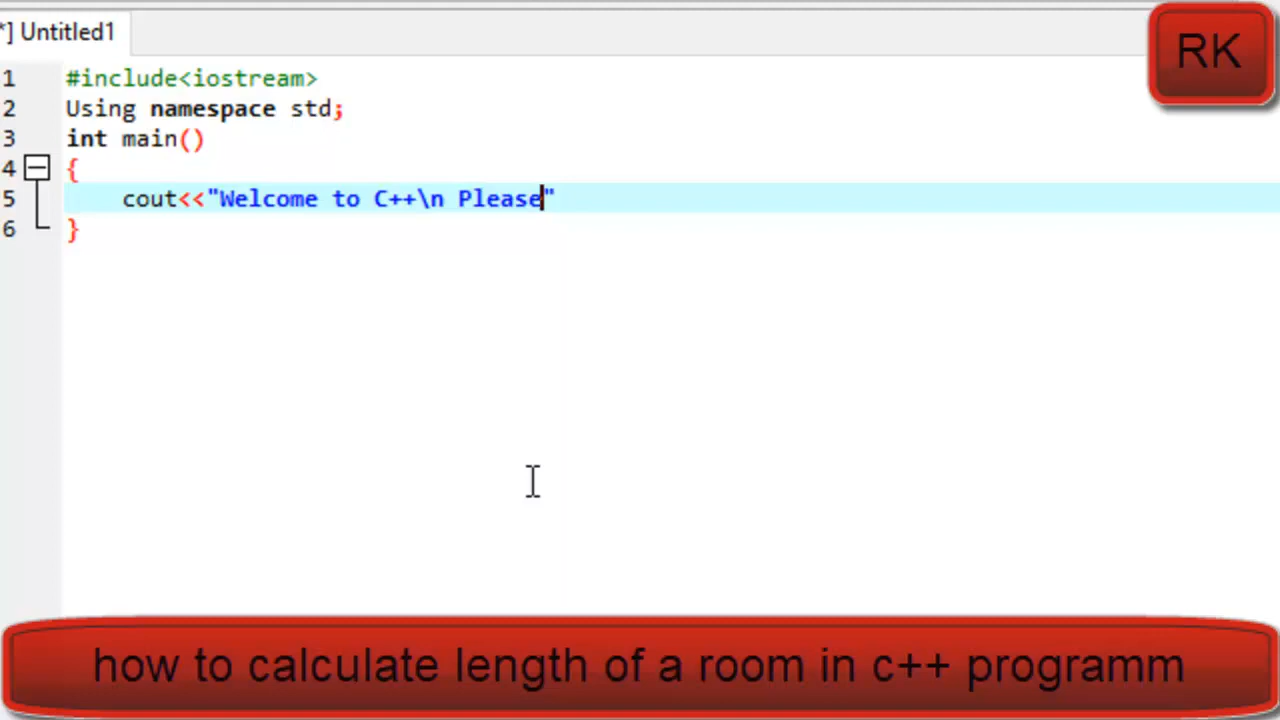 *] Untitled1
RK
1 #include<iostream>
2 Using namespace std;
3 int main()
4 {
5 cout<<"Welcome to C++\n Please"
6 }
how to calculate length of a room in c++ programm